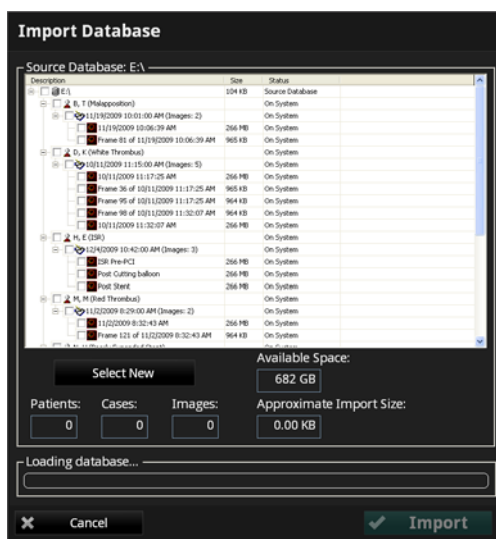 Import Database
Source Database: E:\
Description Size Status
E:\ 104 KB Source Database
B, T (Malapposition) On System
11/19/2009 10:01:00 AM (Images: 2) On System
11/19/2009 10:06:39 AM 266 MB On System
Frame 81 of 11/19/2009 10:06:39 AM 965 KB On System
D, K (White Thrombus) On System
10/11/2009 11:15:00 AM (Images: 5) On System
10/11/2009 11:17:25 AM 266 MB On System
Frame 36 of 10/11/2009 11:17:25 AM 965 KB On System
Frame 95 of 10/11/2009 11:17:25 AM 964 KB On System
Frame 98 of 10/11/2009 11:32:07 AM 964 KB On System
10/11/2009 11:32:07 AM 266 MB On System
H, E (ISR) On System
12/4/2009 10:42:00 AM (Images: 3) On System
ISR Pre-PCI 266 MB On System
Post Cutting balloon 266 MB On System
Post Stent 266 MB On System
M, M (Red Thrombus) On System
11/2/2009 8:29:00 AM (Images: 2) On System
11/2/2009 8:32:43 AM 266 MB On System
Frame 121 of 11/2/2009 8:32:43 AM 964 KB On System
Select New
Available Space:
682 GB
Patients: Cases: Images: Approximate Import Size:
0 0 0 0.00 KB
Loading database...
Cancel Import